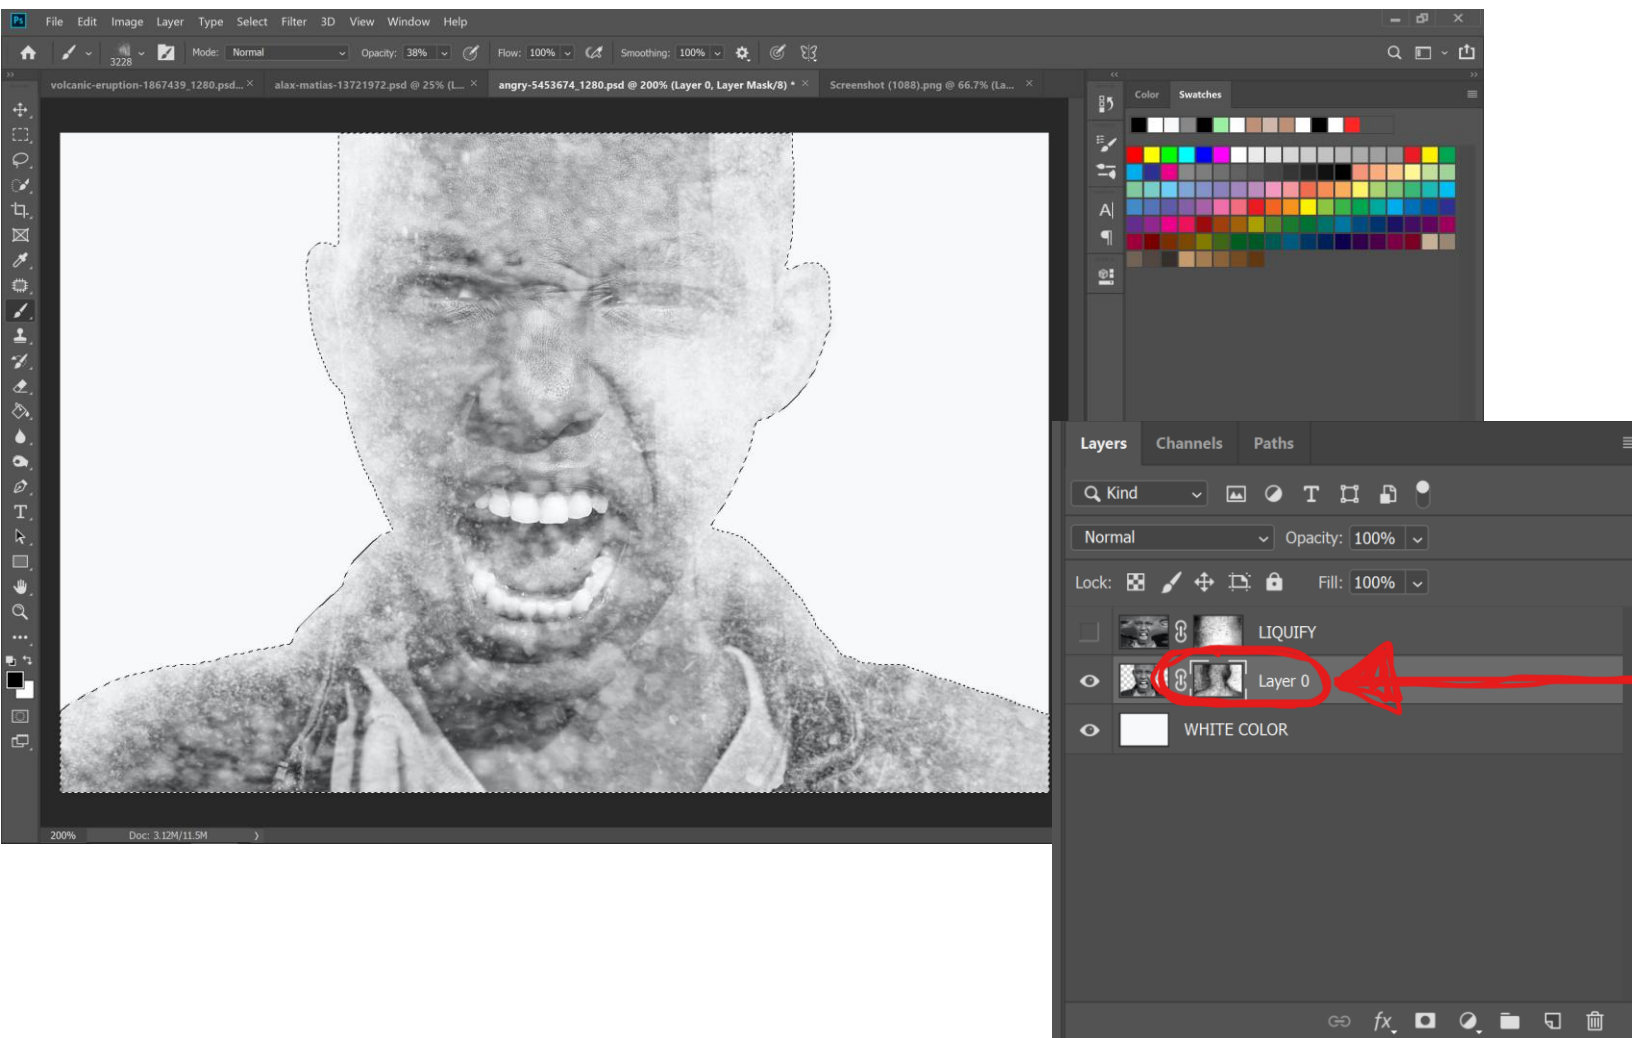 Ps File Edit Image Layer Type Select Filter 3D View Window Help
3228 Mode: Normal Opacity: 38% Flow: 100% Smoothing: 100%
volcanic-eruption-1867439_1280.psd... × alax-matias-13721972.psd @ 25% (L... × angry-5453674_1280.psd @ 200% (Layer 0, Layer Mask/8) * × Screenshot (1088).png @ 66.7% (La... ×
Color Swatches
Layers Channels Paths
Kind
Normal Opacity: 100%
Lock: Fill: 100%
LIQUIFY
Layer 0
WHITE COLOR
200% Doc: 3.12M/11.5M
fx